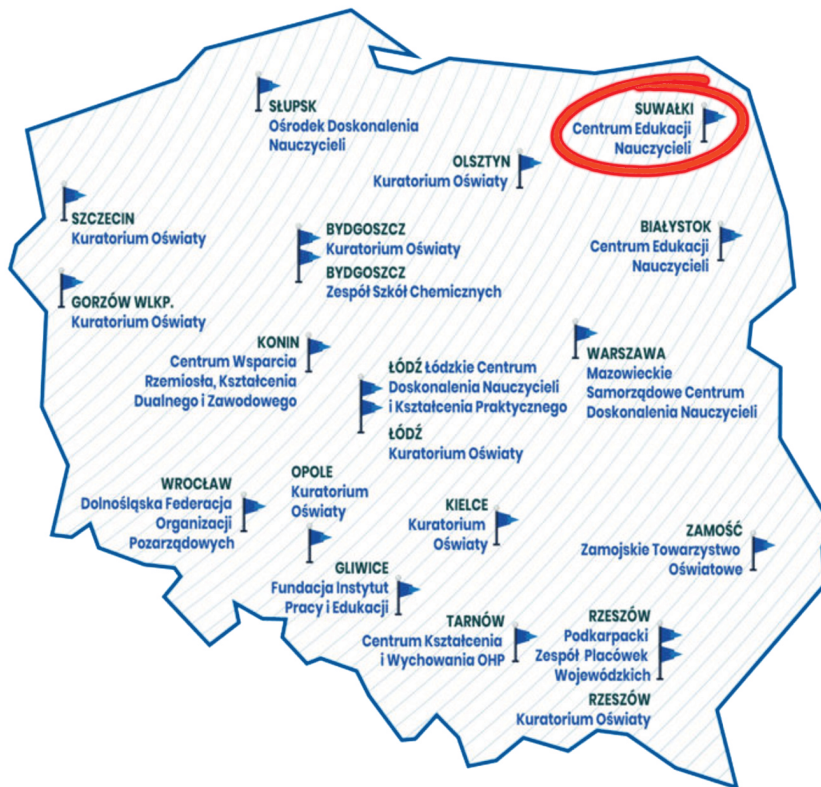 SŁUPSK
Ośrodek Doskonalenia
Nauczycieli
SUWAŁKI
Centrum Edukacji
Nauczycieli
OLSZTYN
Kuratorium Oświaty
SZCZECIN
Kuratorium Oświaty
BYDGOSZCZ
Kuratorium Oświaty
BYDGOSZCZ
Zespół Szkół Chemicznych
BIAŁYSTOK
Centrum Edukacji
Nauczycieli
GORZÓW WLKP.
Kuratorium Oświaty
KONIN
Centrum Wsparcia
Rzemiosła, Kształcenia
Dualnego i Zawodowego
ŁÓDŹ Łódzkie Centrum
Doskonalenia Nauczycieli
i Kształcenia Praktycznego
ŁÓDŹ
Kuratorium Oświaty
WARSZAWA
Mazowieckie
Samorządowe Centrum
Doskonalenia Nauczycieli
WROCŁAW
Dolnośląska Federacja
Organizacji
Pozarządowych
OPOLE
Kuratorium
Oświaty
KIELCE
Kuratorium
Oświaty
ZAMOŚĆ
Zamojskie Towarzystwo
Oświatowe
GLIWICE
Fundacja Instytut
Pracy i Edukacji
TARNÓW
Centrum Kształcenia
i Wychowania OHP
RZESZÓW
Podkarpacki
Zespół Placówek
Wojewódzkich
RZESZÓW
Kuratorium Oświaty